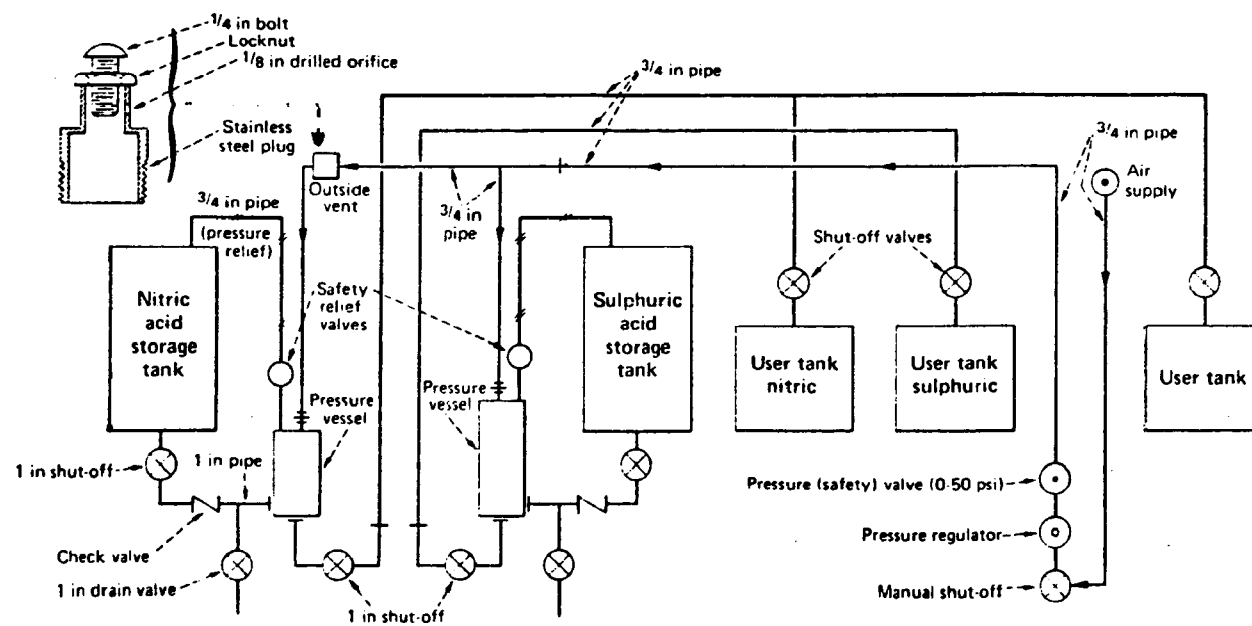 1/4 in bolt
Locknut
1/8 in drilled orifice
Stainless
steel plug
3/4 in pipe
3/4 in pipe
Air
supply
Outside
vent
3/4 in
pipe
3/4 in pipe
(pressure
relief)
Shut-off valves
Nitric
acid
storage
tank
Safety
relief
valves
Sulphuric
acid
storage
tank
User tank
nitric
User tank
sulphuric
User tank
Pressure
vessel
Pressure
vessel
1 in shut-off
1 in pipe
Pressure (safety) valve (0-50 psi)
Pressure regulator
Check valve
1 in drain valve
Manual shut-off
1 in shut-off